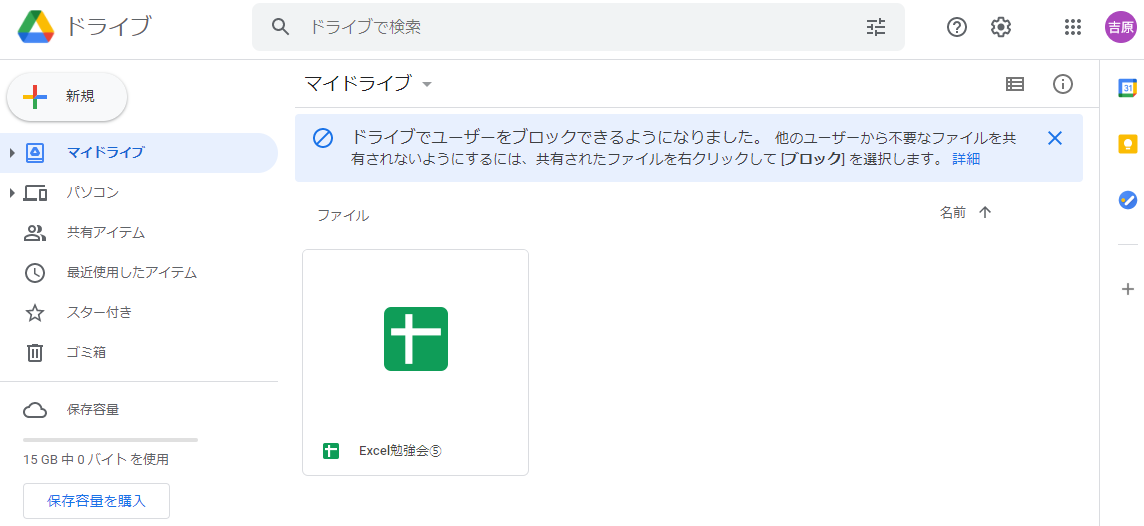 ドライブ
ドライブで検索
吉原
新規
マイドライブ
31
マイドライブ
パソコン
共有アイテム
最近使用したアイテム
スター付き
ゴミ箱
保存容量
15 GB 中 0 バイト を使用
保存容量を購入
ドライブでユーザーをブロックできるようになりました。 他のユーザーから不要なファイルを共
有されないようにするには、共有されたファイルを右クリックして [ブロック] を選択します。 詳細
ファイル
名前
Excel勉強会⑤